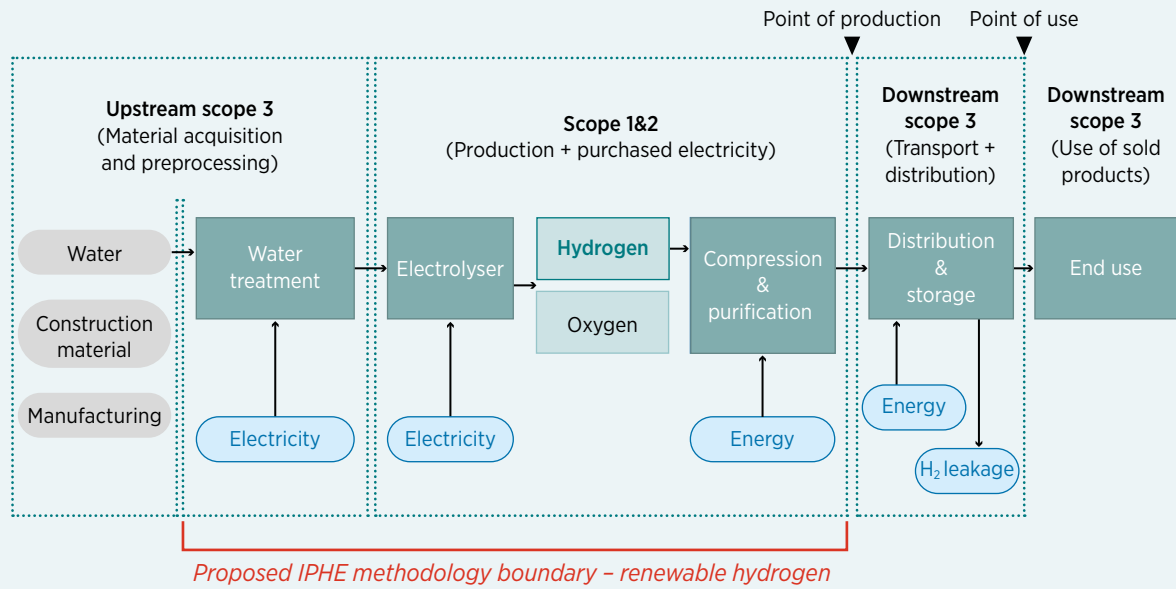 Point of production
Point of use
Upstream scope 3
(Material acquisition
and preprocessing)
Scope 1&2
(Production + purchased electricity)
Downstream
scope 3
(Transport +
distribution)
Downstream
scope 3
(Use of sold
products)
Water
Construction
material
Manufacturing
Water
treatment
Electricity
Electrolyser
Electricity
Hydrogen
Oxygen
Compression
&
purification
Energy
Distribution
&
storage
Energy
H₂ leakage
End use
Proposed IPHE methodology boundary – renewable hydrogen